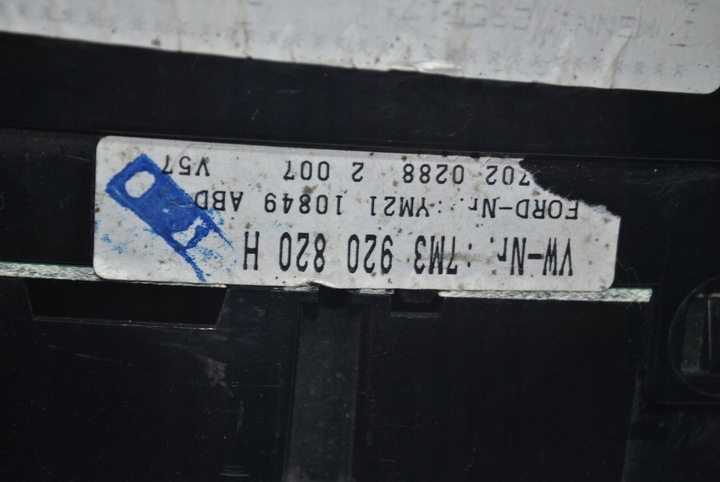 VW-Nr.:7M3 920 820 H
FORD-Nr.:YM21 10849 ABD
702 0288 2 007 V57